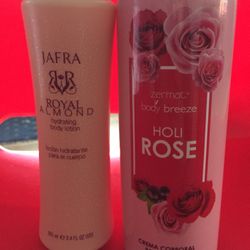 JAFRA
ROYAL
ALMOND
hydrating
body lotion
loción hidratante
para el cuerpo
zermat
body breeze
HOLI
ROSE
CREMA CORPORAL